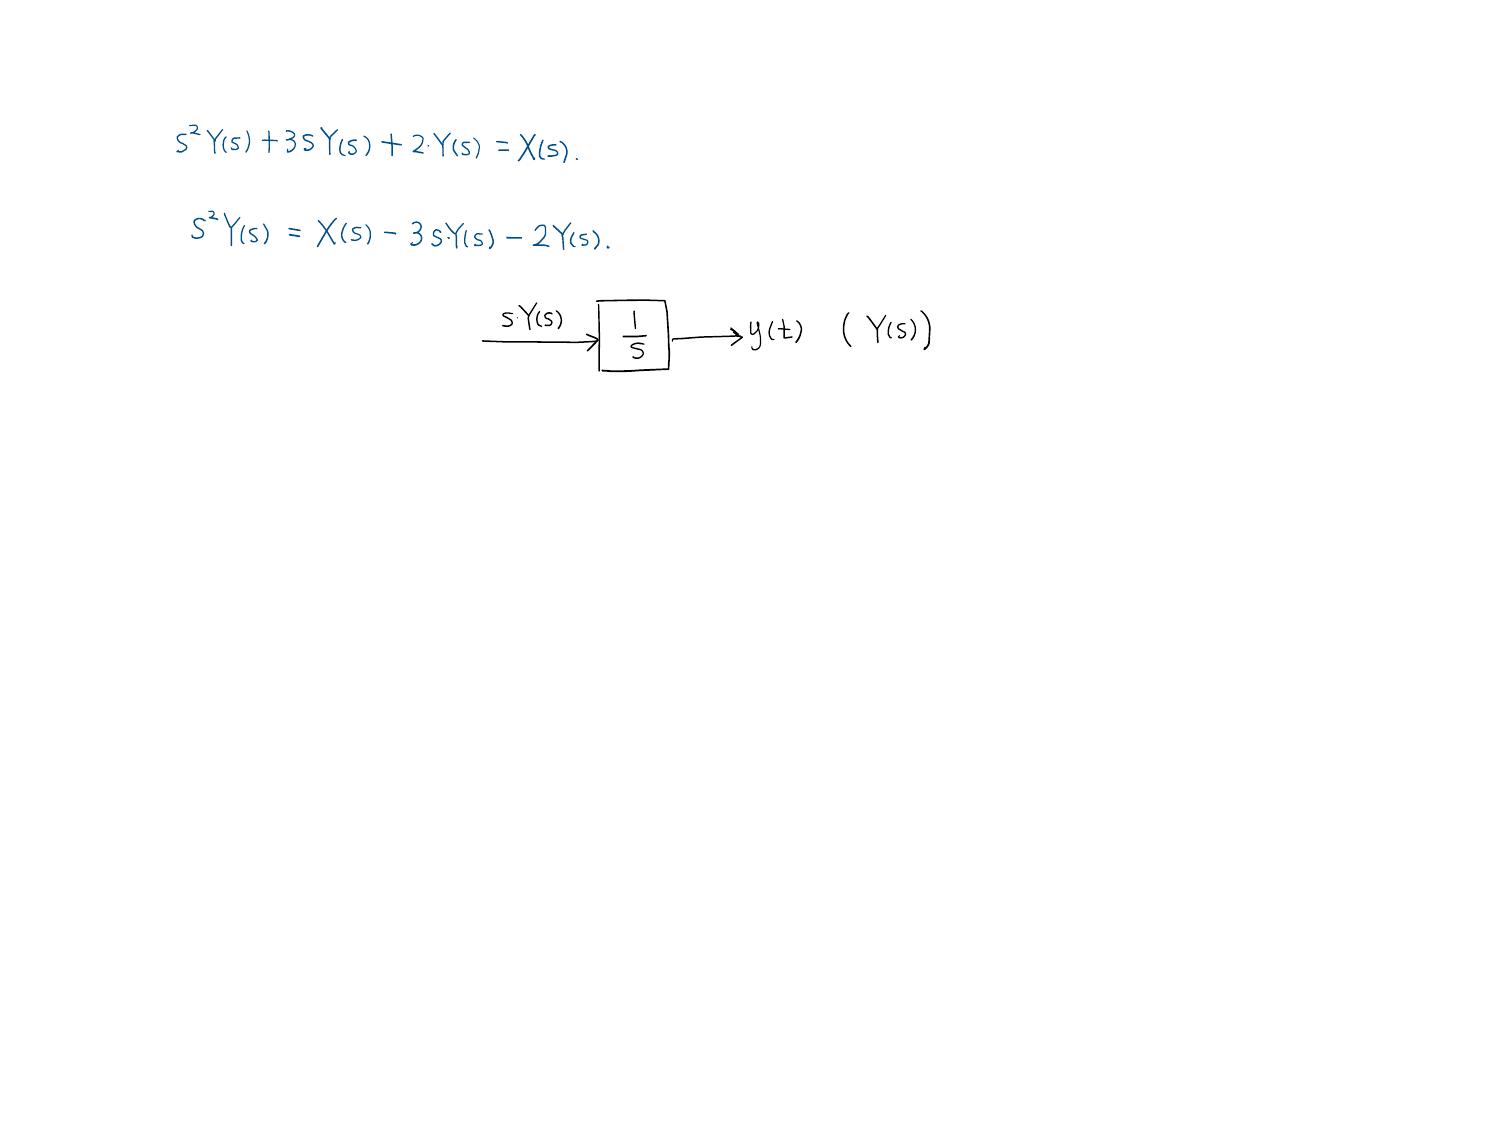 s²Y(s)+3sY(s)+2·Y(s) = X(s).
s²Y(s) = X(s) - 3s·Y(s) - 2Y(s).
s·Y(s) 1/s y(t) ( Y(s))